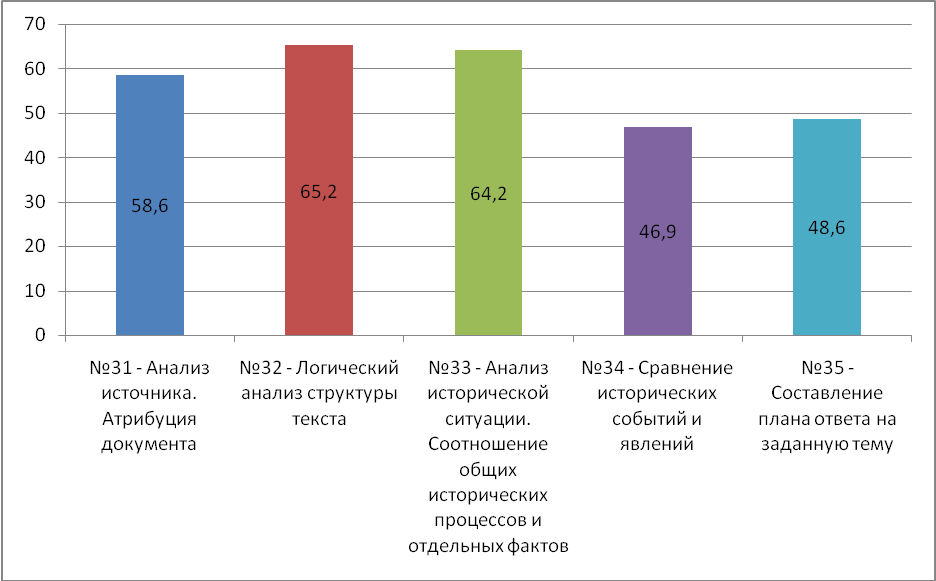 70
60
50
40
30
20
10
0
58,6
65,2
64,2
46,9
48,6
№31 - Анализ
источника.
Атрибуция
документа
№32 - Логический
анализ структуры
текста
№33 - Анализ
исторической
ситуации.
Соотношение
общих
исторических
процессов и
отдельных фактов
№34 - Сравнение
исторических
событий и
явлений
№35 -
Составление
плана ответа на
заданную тему